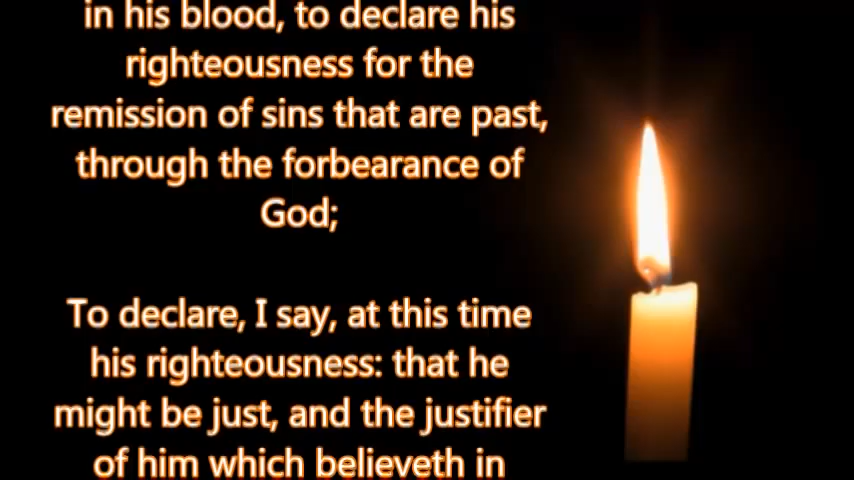 in his blood, to declare his
righteousness for the
remission of sins that are past,
through the forbearance of
God;
To declare, I say, at this time
his righteousness: that he
might be just, and the justifier
of him which believeth in